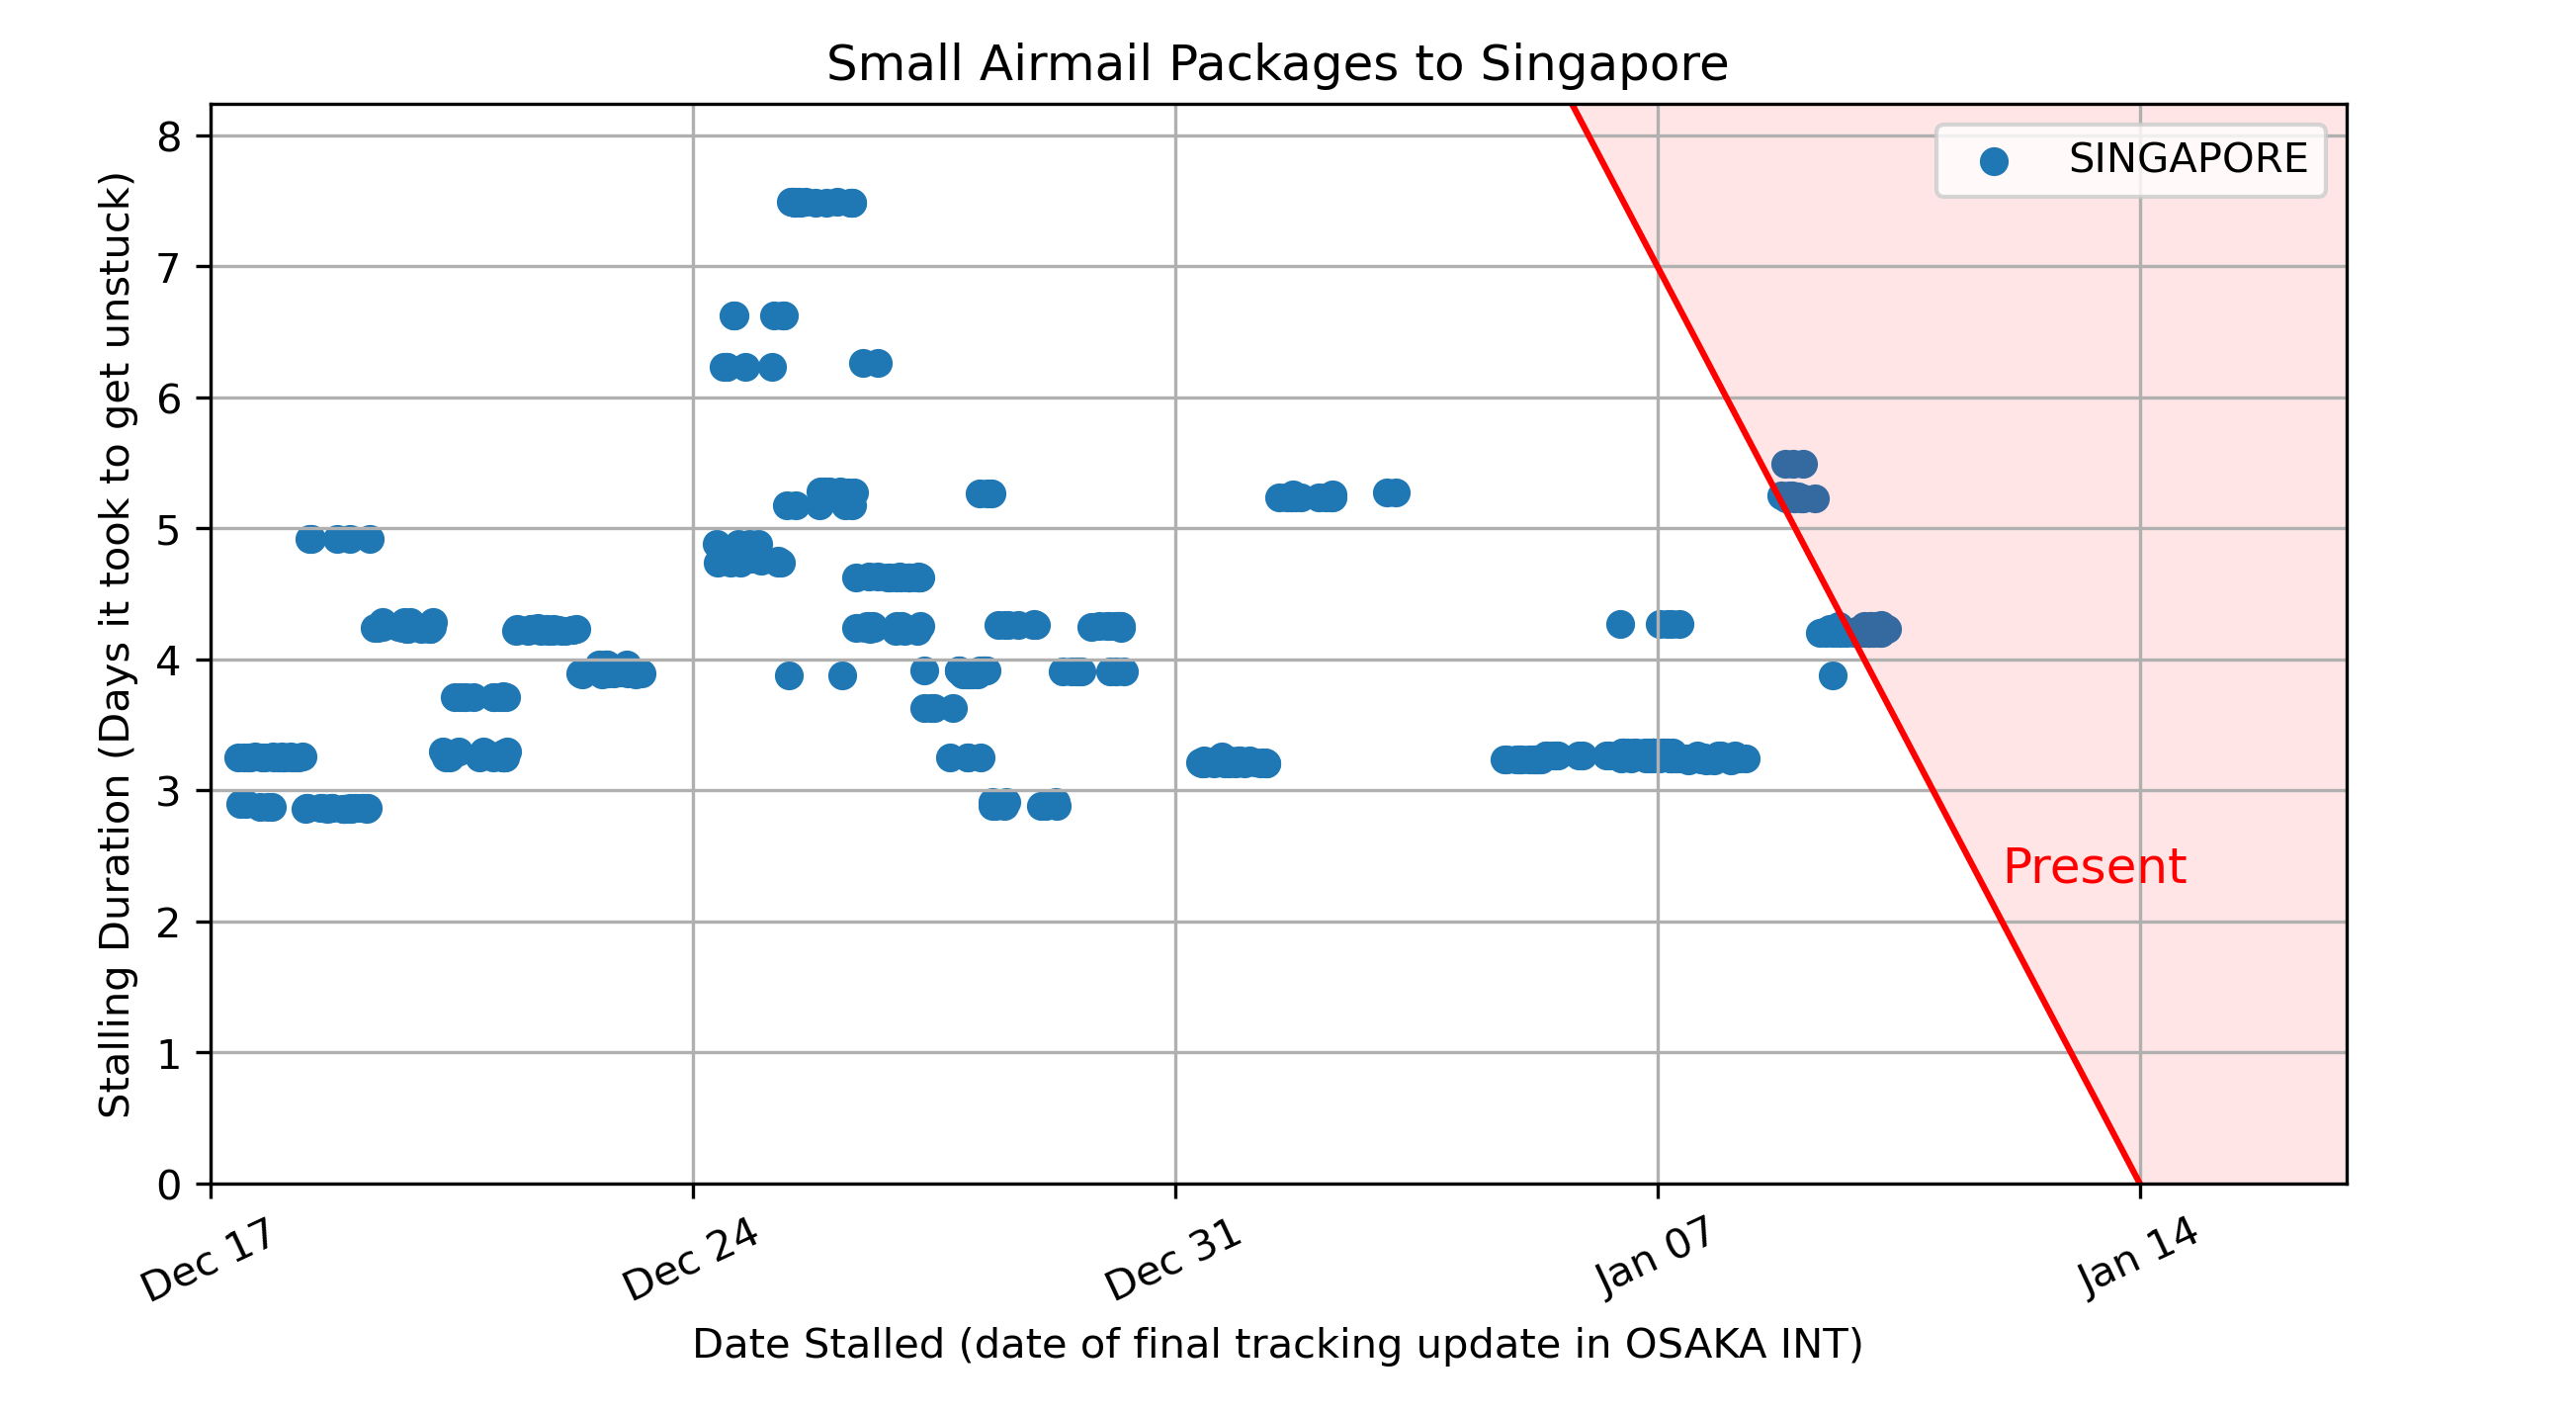 Small Airmail Packages to Singapore
Stalling Duration (Days it took to get unstuck)
8
7
6
5
4
3
2
1
0
SINGAPORE
Present
Dec 17
Dec 24
Dec 31
Jan 07
Jan 14
Date Stalled (date of final tracking update in OSAKA INT)